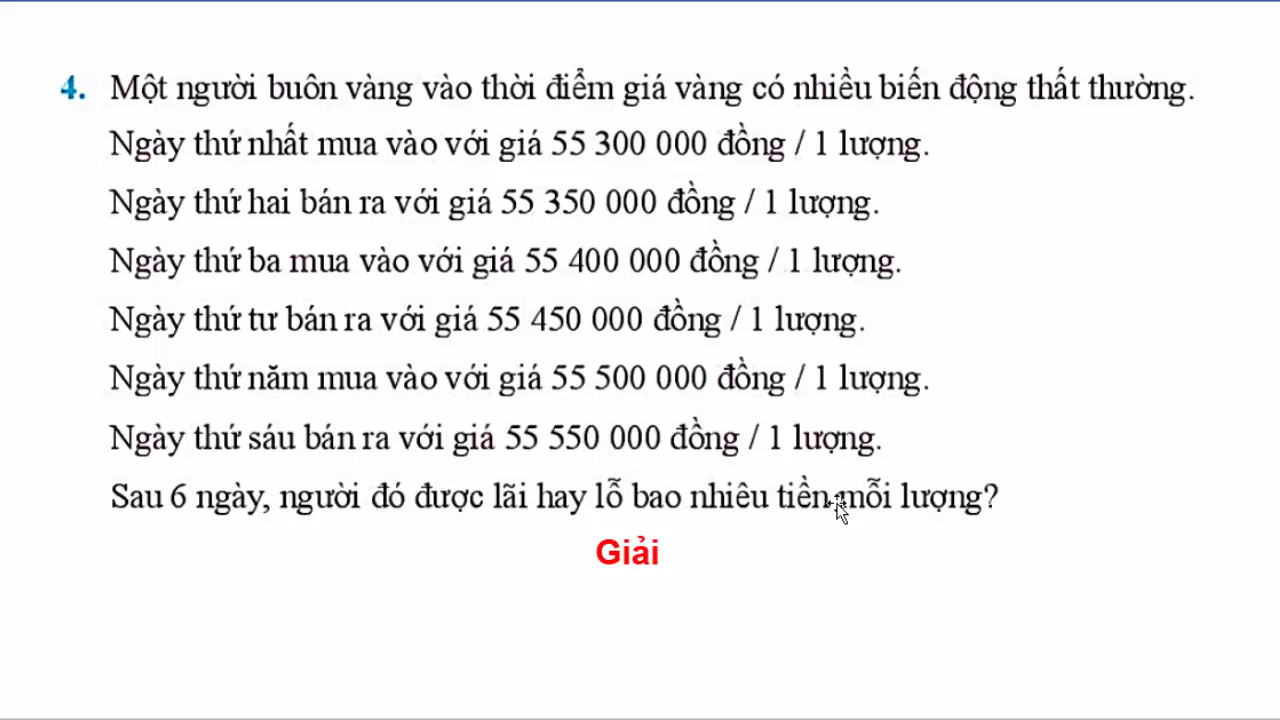 4. Một người buôn vàng vào thời điểm giá vàng có nhiều biến động thất thường.
Ngày thứ nhất mua vào với giá 55 300 000 đồng / 1 lượng.
Ngày thứ hai bán ra với giá 55 350 000 đồng / 1 lượng.
Ngày thứ ba mua vào với giá 55 400 000 đồng / 1 lượng.
Ngày thứ tư bán ra với giá 55 450 000 đồng / 1 lượng.
Ngày thứ năm mua vào với giá 55 500 000 đồng / 1 lượng.
Ngày thứ sáu bán ra với giá 55 550 000 đồng / 1 lượng.
Sau 6 ngày, người đó được lãi hay lỗ bao nhiêu tiền mỗi lượng?
Giải